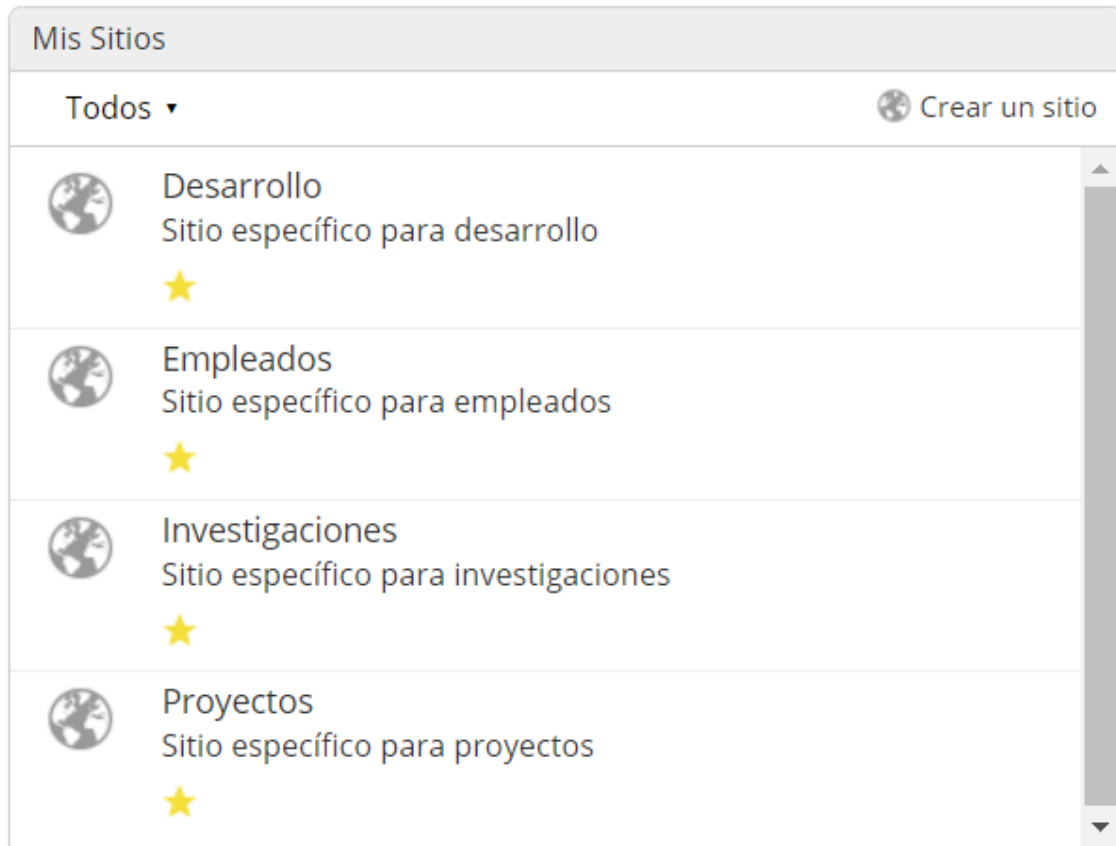 Mis Sitios
Todos
Crear un sitio
Desarrollo
Sitio específico para desarrollo
Empleados
Sitio específico para empleados
Investigaciones
Sitio específico para investigaciones
Proyectos
Sitio específico para proyectos